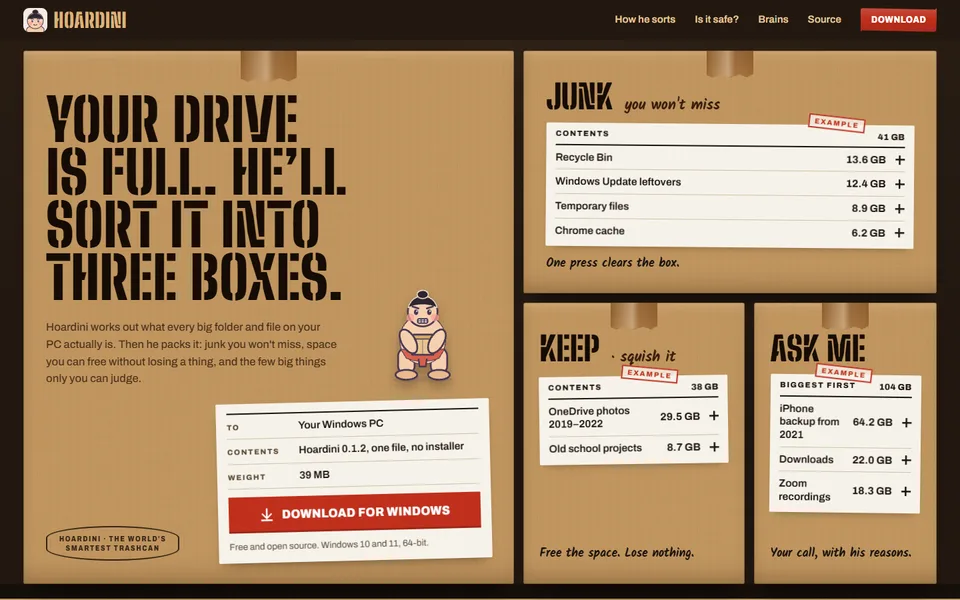 HOARDINI
How he sorts
Is it safe?
Brains
Source
DOWNLOAD
YOUR DRIVE
IS FULL. HE'LL
SORT IT INTO
THREE BOXES.
Hoardini works out what every big folder and file on your
PC actually is. Then he packs it: junk you won't miss, space
you can free without losing a thing, and the few big things
only you can judge.
TO Your Windows PC
CONTENTS Hoardini 0.1.2, one file, no installer
WEIGHT 39 MB
DOWNLOAD FOR WINDOWS
Free and open source. Windows 10 and 11, 64-bit.
HOARDINI · THE WORLD'S
SMARTEST TRASHCAN
JUNK you won't miss
EXAMPLE
CONTENTS 41 GB
Recycle Bin 13.6 GB +
Windows Update leftovers 12.4 GB +
Temporary files 8.9 GB +
Chrome cache 6.2 GB +
One press clears the box.
KEEP · squish it
EXAMPLE
CONTENTS 38 GB
OneDrive photos
2019–2022 29.5 GB +
Old school projects 8.7 GB +
Free the space. Lose nothing.
ASK ME
EXAMPLE
BIGGEST FIRST 104 GB
iPhone
backup from 64.2 GB +
2021
Downloads 22.0 GB +
Zoom
recordings 18.3 GB +
Your call, with his reasons.